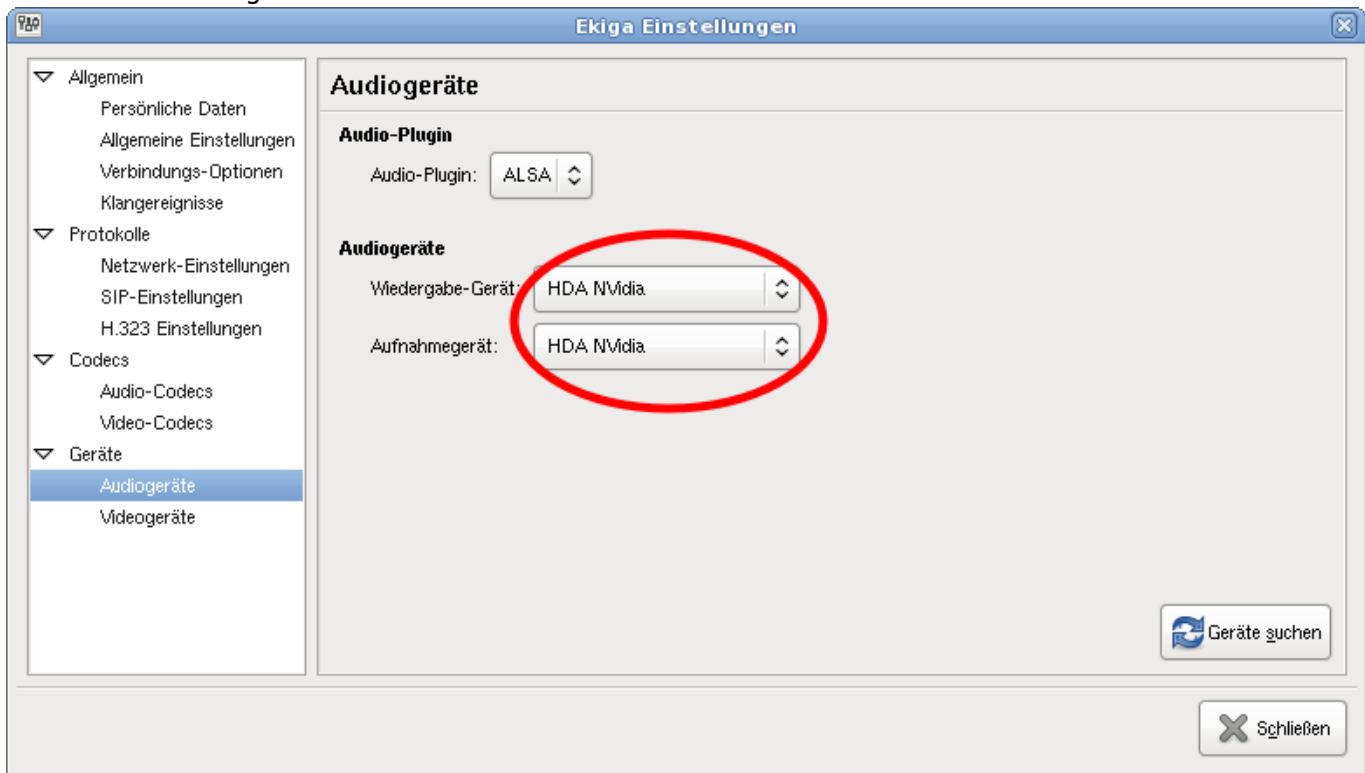 Ekiga Einstellungen
Allgemein
Persönliche Daten
Allgemeine Einstellungen
Verbindungs-Optionen
Klangereignisse
Protokolle
Netzwerk-Einstellungen
SIP-Einstellungen
H.323 Einstellungen
Codecs
Audio-Codecs
Video-Codecs
Geräte
Audiogeräte
Videogeräte
Audiogeräte
Audio-Plugin
Audio-Plugin: ALSA
Audiogeräte
Wiedergabe-Gerät: HDA NVidia
Aufnahmegerät: HDA NVidia
Geräte suchen
Schließen